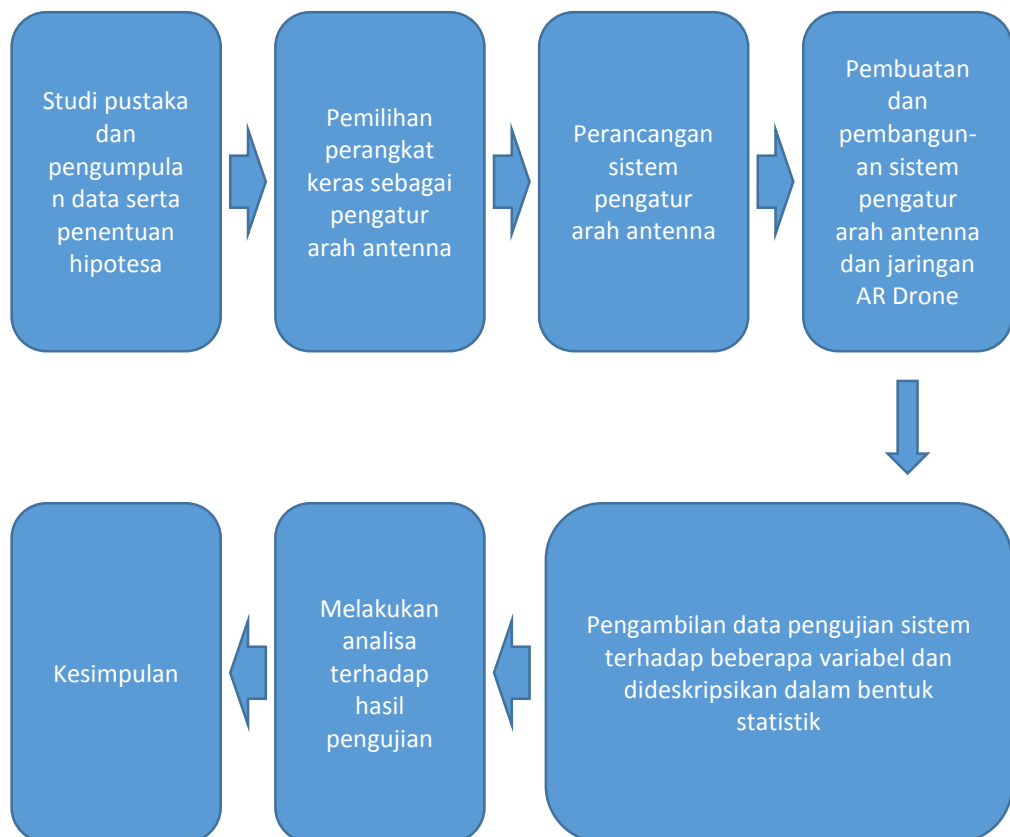 Studi pustaka
dan
pengumpula
n data serta
penentuan
hipotesa
Pemilihan
perangkat
keras sebagai
pengatur
arah antenna
Perancangan
sistem
pengatur
arah antenna
Pembuatan
dan
pembangun-
an sistem
pengatur
arah antenna
dan jaringan
AR Drone
Pengambilan data pengujian sistem
terhadap beberapa variabel dan
dideskripsikan dalam bentuk
statistik
Melakukan
analisa
terhadap
hasil
pengujian
Kesimpulan